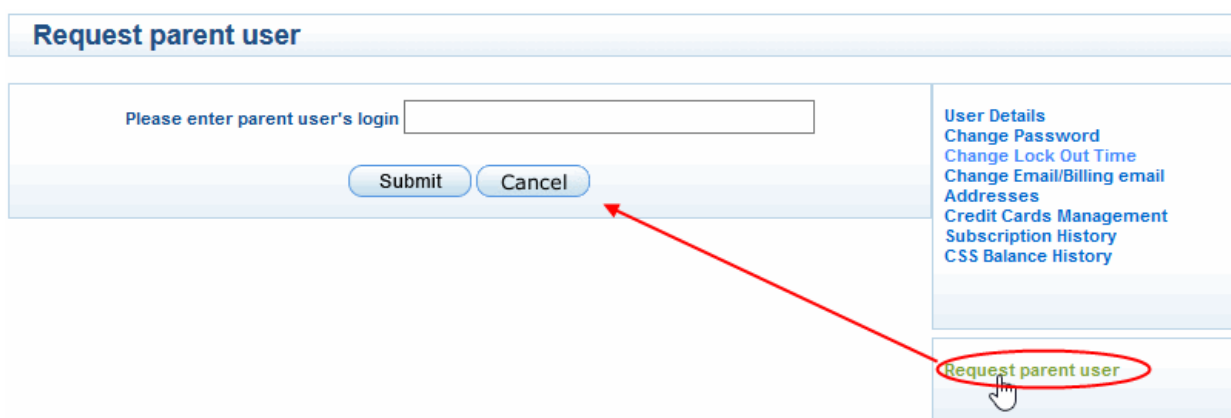 Request parent user
Please enter parent user's login
Submit
Cancel
User Details
Change Password
Change Lock Out Time
Change Email/Billing email
Addresses
Credit Cards Management
Subscription History
CSS Balance History
Request parent user